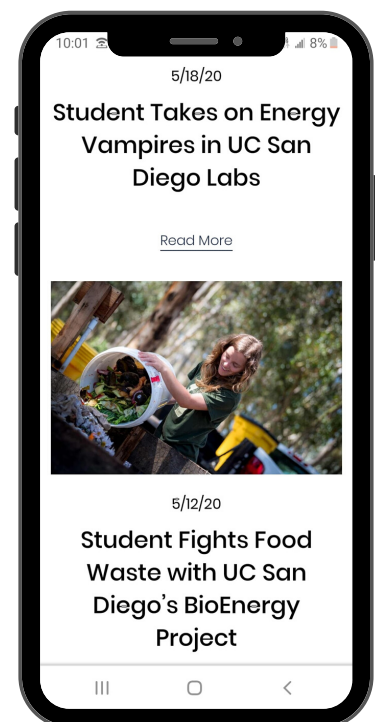 10:01
8%
5/18/20
Student Takes on Energy
Vampires in UC San
Diego Labs
Read More
5/12/20
Student Fights Food
Waste with UC San
Diego’s BioEnergy
Project